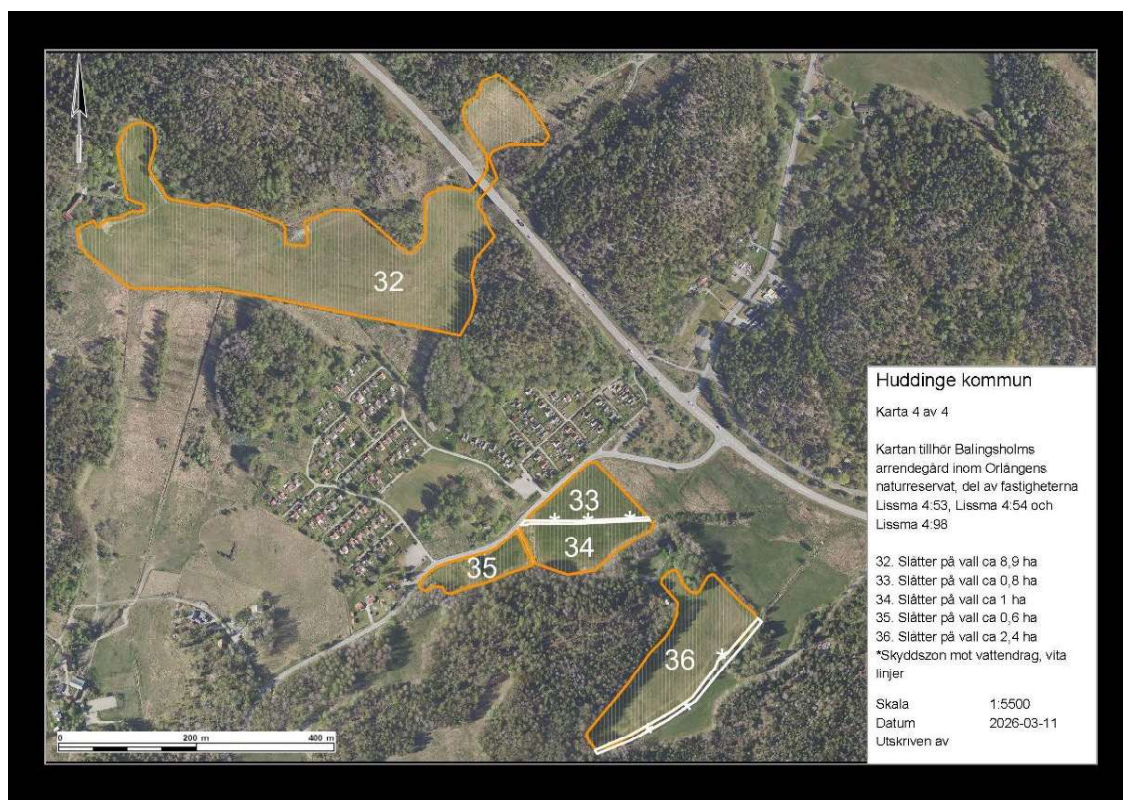 32
33
34
35
36
0
200 m
400 m
Huddinge kommun
Karta 4 av 4
Kartan tillhör Balingsholms
arrendegård inom Orlångens
naturreservat, del av fastigheterna
Lissma 4:53, Lissma 4:54 och
Lissma 4:98
32. Slåtter på vall ca 8,9 ha
33. Slåtter på vall ca 0,8 ha
34. Slåtter på vall ca 1 ha
35. Slåtter på vall ca 0,6 ha
36. Slåtter på vall ca 2,4 ha
*Skyddszon mot vattendrag, vita
linjer
Skala 1:5500
Datum 2026-03-11
Utskriven av